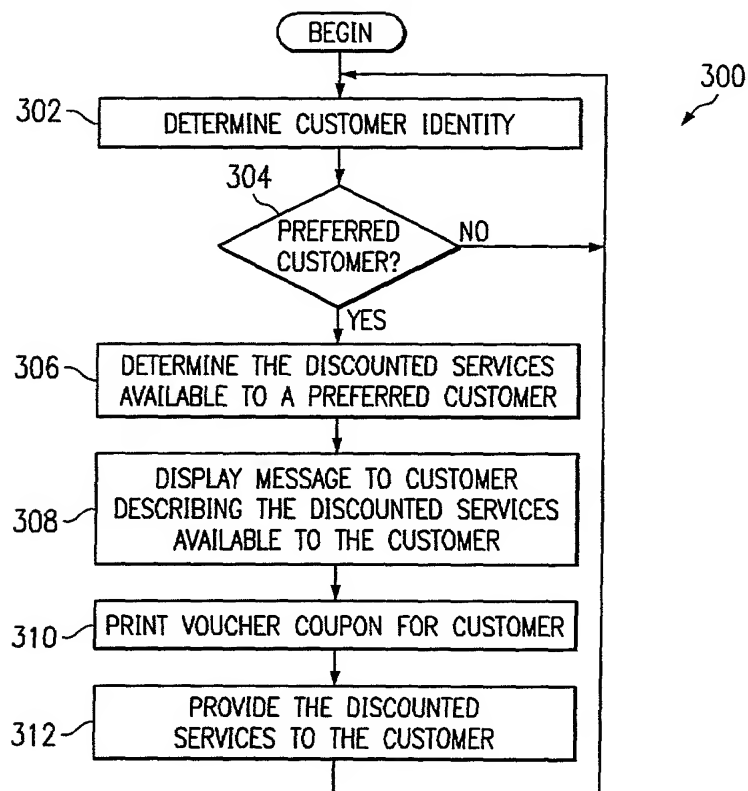 BEGIN
300
302
DETERMINE CUSTOMER IDENTITY
304
PREFERRED
CUSTOMER?
NO
YES
306
DETERMINE THE DISCOUNTED SERVICES
AVAILABLE TO A PREFERRED CUSTOMER
308
DISPLAY MESSAGE TO CUSTOMER
DESCRIBING THE DISCOUNTED SERVICES
AVAILABLE TO THE CUSTOMER
310
PRINT VOUCHER COUPON FOR CUSTOMER
312
PROVIDE THE DISCOUNTED
SERVICES TO THE CUSTOMER